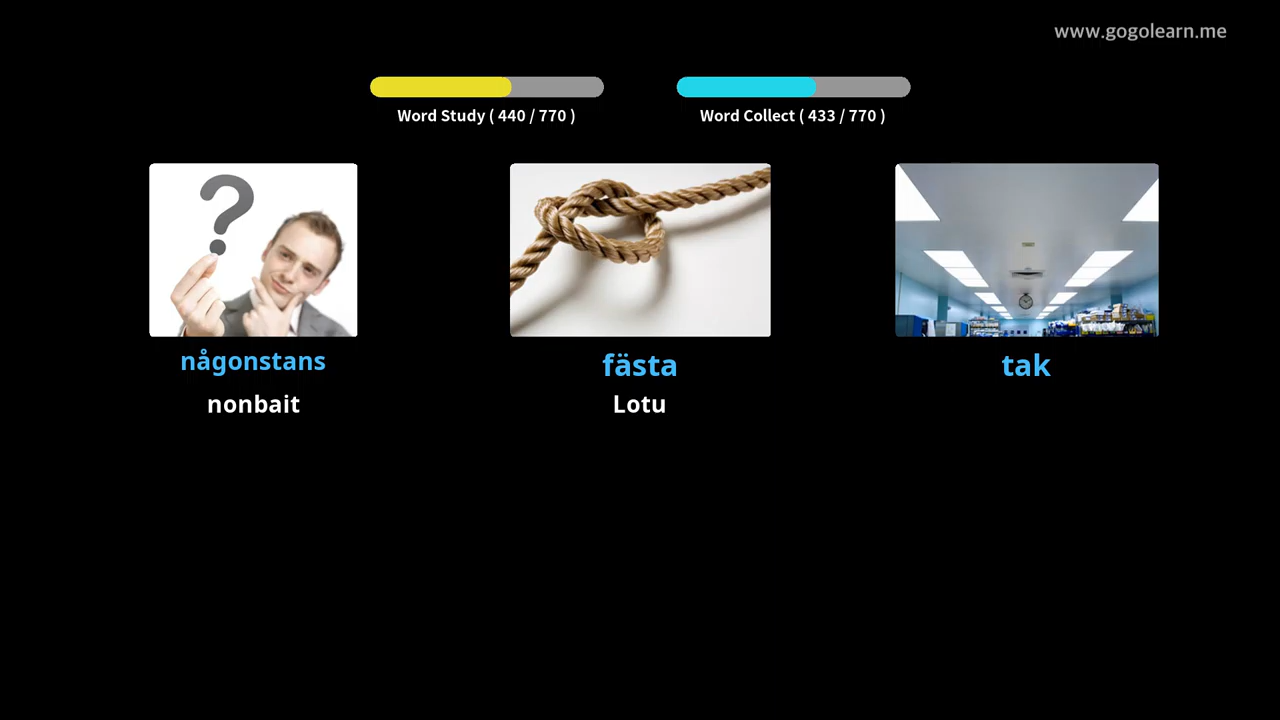 www.gogolearn.me
Word Study ( 440 / 770 )
Word Collect ( 433 / 770 )
någonstans
fästa
tak
nonbait
Lotu